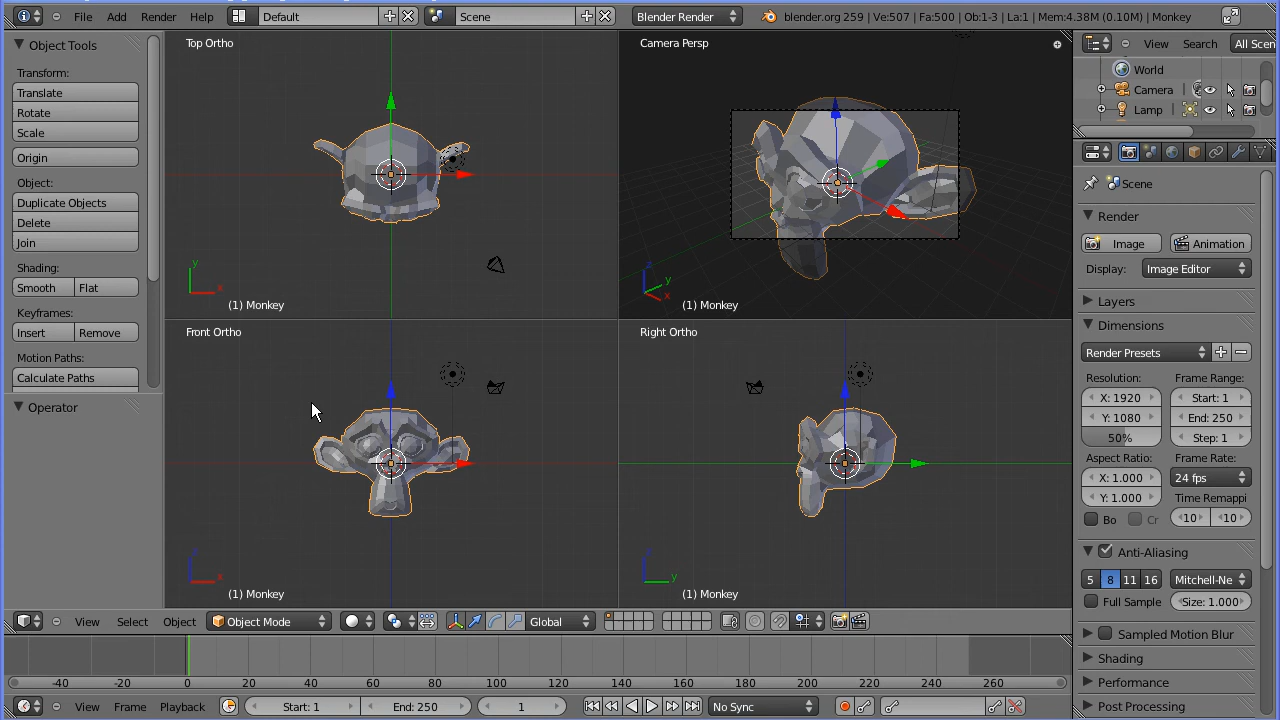 File Add Render Help Default Scene Blender Render blender.org 259 | Ve:507 | Fa:500 | Ob:1-3 | La:1 | Mem:4.38M (0.10M) | Monkey
Object Tools
Transform:
Translate
Rotate
Scale
Origin
Object:
Duplicate Objects
Delete
Join
Shading:
Smooth Flat
Keyframes:
Insert Remove
Motion Paths:
Calculate Paths
Operator
Top Ortho
y
x
(1) Monkey
Camera Persp
z
y
x
(1) Monkey
Front Ortho
z
x
(1) Monkey
Right Ortho
z
y
(1) Monkey
View Search All Scen
World
Camera
Lamp
Scene
Render
Image Animation
Display: Image Editor
Layers
Dimensions
Render Presets
Resolution: Frame Range:
X: 1920 Start: 1
Y: 1080 End: 250
50% Step: 1
Aspect Ratio: Frame Rate:
X: 1.000 24 fps
Y: 1.000 Time Remappi
Bo Cr 10 10
Anti-Aliasing
5 8 11 16 Mitchell-Ne
Full Sample Size: 1.000
Sampled Motion Blur
Shading
Performance
Post Processing
View Select Object Object Mode Global
-40 -20 0 20 40 60 80 100 120 140 160 180 200 220 240 260
View Frame Playback Start: 1 End: 250 1 No Sync